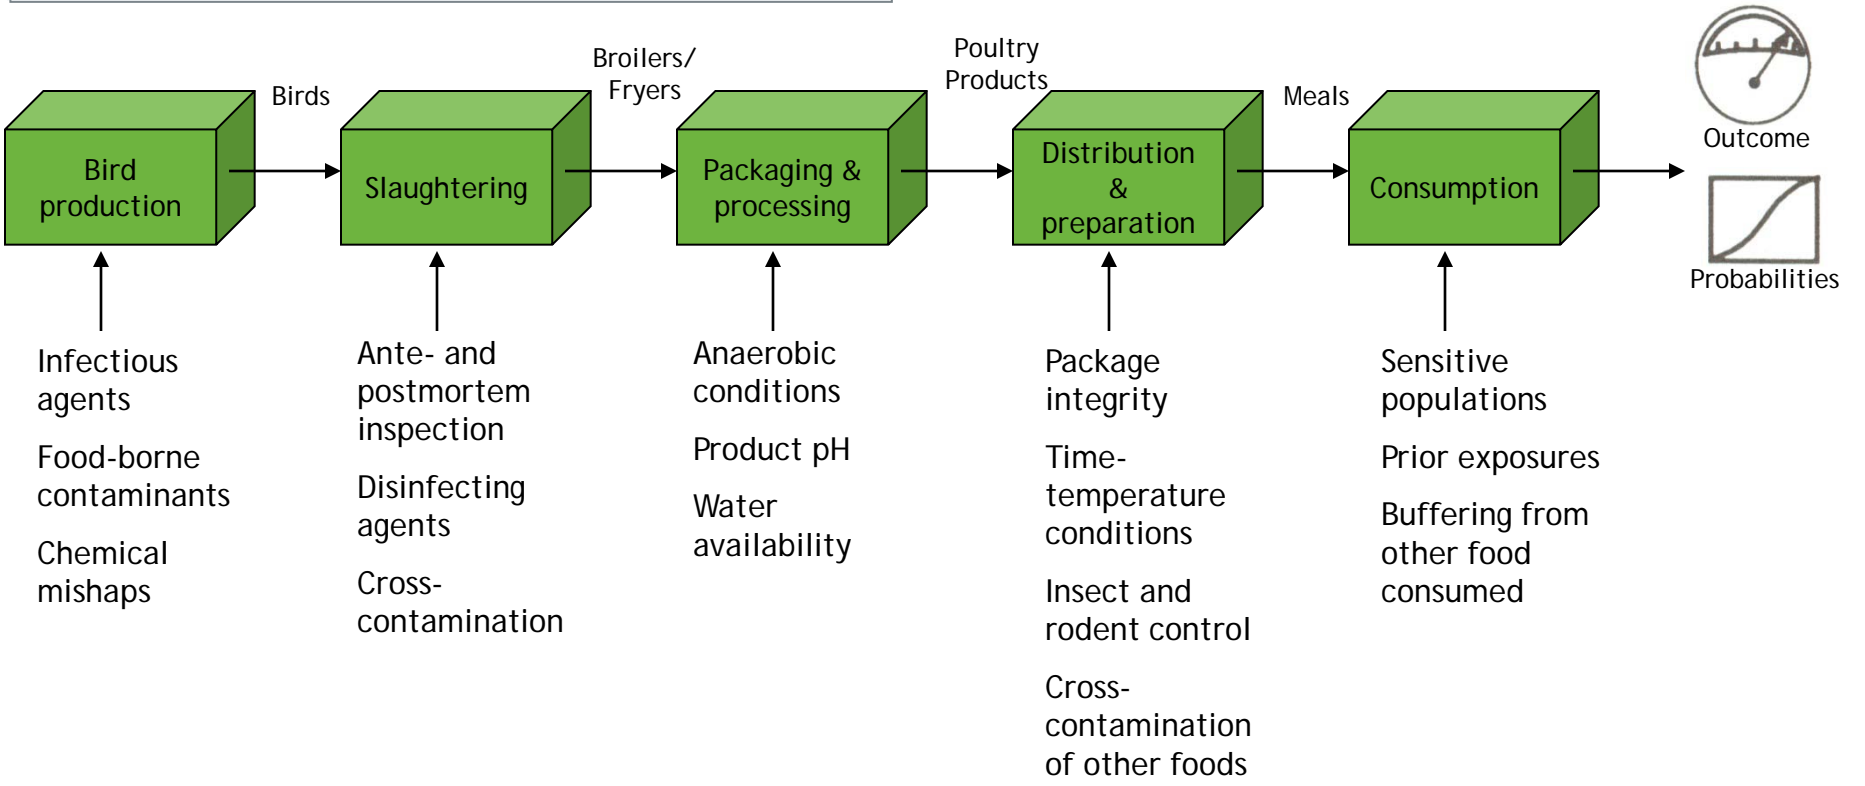 Birds
Broilers/
Fryers
Poultry
Products
Meals
Outcome
Probabilities
Bird
production
Slaughtering
Packaging &
processing
Distribution
&
preparation
Consumption
Infectious
agents
Food-borne
contaminants
Chemical
mishaps
Ante- and
postmortem
inspection
Disinfecting
agents
Cross-
contamination
Anaerobic
conditions
Product pH
Water
availability
Package
integrity
Time-
temperature
conditions
Insect and
rodent control
Cross-
contamination
of other foods
Sensitive
populations
Prior exposures
Buffering from
other food
consumed